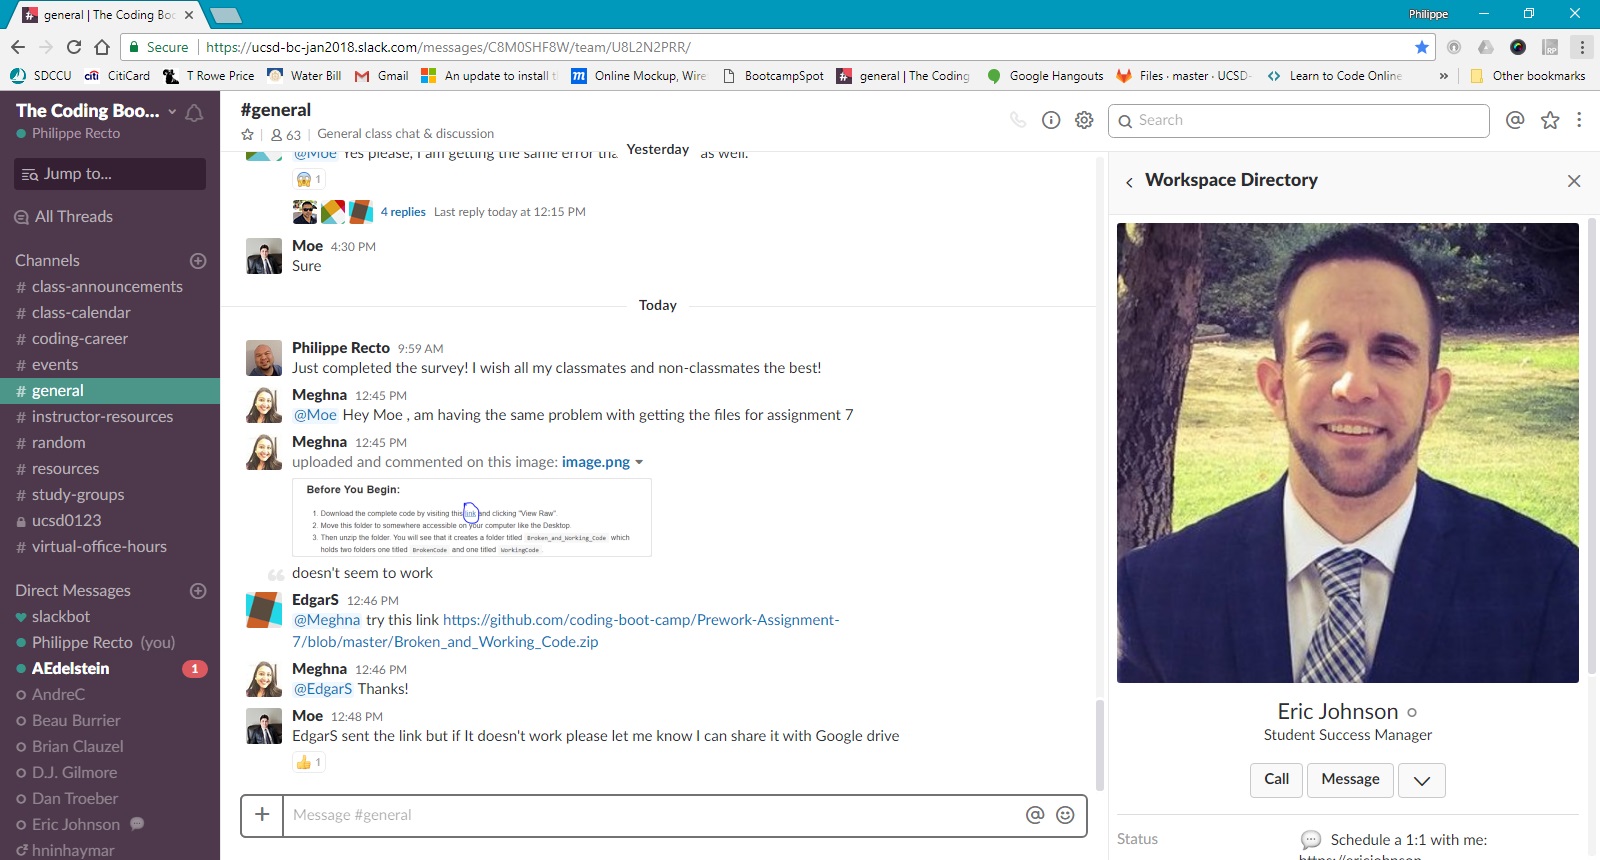 general | The Coding Boo
Philippe
Secure
https://ucsd-bc-jan2018.slack.com/messages/C8M0SHF8W/team/U8L2N2PRR/
SDCCU
citi CitiCard
T Rowe Price
Water Bill
Gmail
An update to install t
m Online Mockup, Wire
BootcampSpot
general | The Coding
Google Hangouts
Files · master · UCSD-
Learn to Code Online
»
Other bookmarks
The Coding Boo...
Philippe Recto
Jump to...
All Threads
Channels
# class-announcements
# class-calendar
# coding-career
# events
# general
# instructor-resources
# random
# resources
# study-groups
ucsd0123
# virtual-office-hours
Direct Messages
slackbot
Philippe Recto (you)
AEdelstein 1
AndreC
Beau Burrier
Brian Clauzel
D.J. Gilmore
Dan Troeber
Eric Johnson
hninhaymar
#general
63 | General class chat & discussion
Search
Yesterday
@Moe Yes please, I am getting the same error as well.
1
4 replies Last reply today at 12:15 PM
Moe 4:30 PM
Sure
Today
Philippe Recto 9:59 AM
Just completed the survey! I wish all my classmates and non-classmates the best!
Meghna 12:45 PM
@Moe Hey Moe , am having the same problem with getting the files for assignment 7
Meghna 12:45 PM
uploaded and commented on this image: image.png
Before You Begin:
1. Download the complete code by visiting this link and clicking "View Raw".
2. Move this folder to somewhere accessible on your computer like the Desktop.
3. Then unzip the folder. You will see that it creates a folder titled Broken_and_Working_Code which
holds two folders one titled BrokenCode and one titled WorkingCode
doesn't seem to work
EdgarS 12:46 PM
@Meghna try this link https://github.com/coding-boot-camp/Prework-Assignment-
7/blob/master/Broken_and_Working_Code.zip
Meghna 12:46 PM
@EdgarS Thanks!
Moe 12:48 PM
EdgarS sent the link but if It doesn't work please let me know I can share it with Google drive
1
Message #general
Workspace Directory
Eric Johnson
Student Success Manager
Call
Message
Status
Schedule a 1:1 with me:
https://ericjohnson